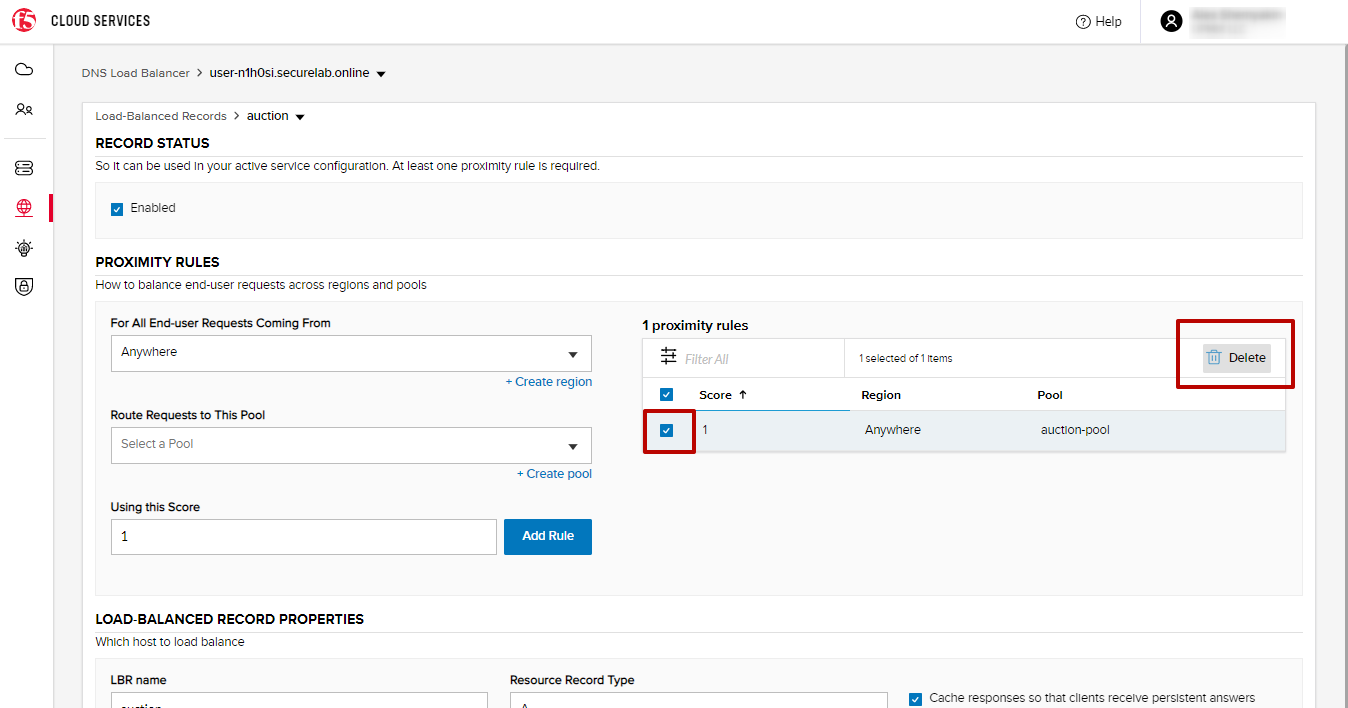 f5 CLOUD SERVICES
Help
DNS Load Balancer > user-n1h0si.securelab.online
Load-Balanced Records > auction
RECORD STATUS
So it can be used in your active service configuration. At least one proximity rule is required.
Enabled
PROXIMITY RULES
How to balance end-user requests across regions and pools
For All End-user Requests Coming From
Anywhere
+ Create region
Route Requests to This Pool
Select a Pool
+ Create pool
Using this Score
1
Add Rule
1 proximity rules
Filter All
1 selected of 1 Items
Delete
Score Region Pool
1 Anywhere auction-pool
LOAD-BALANCED RECORD PROPERTIES
Which host to load balance
LBR name
auction
Resource Record Type
A
Cache responses so that clients receive persistent answers